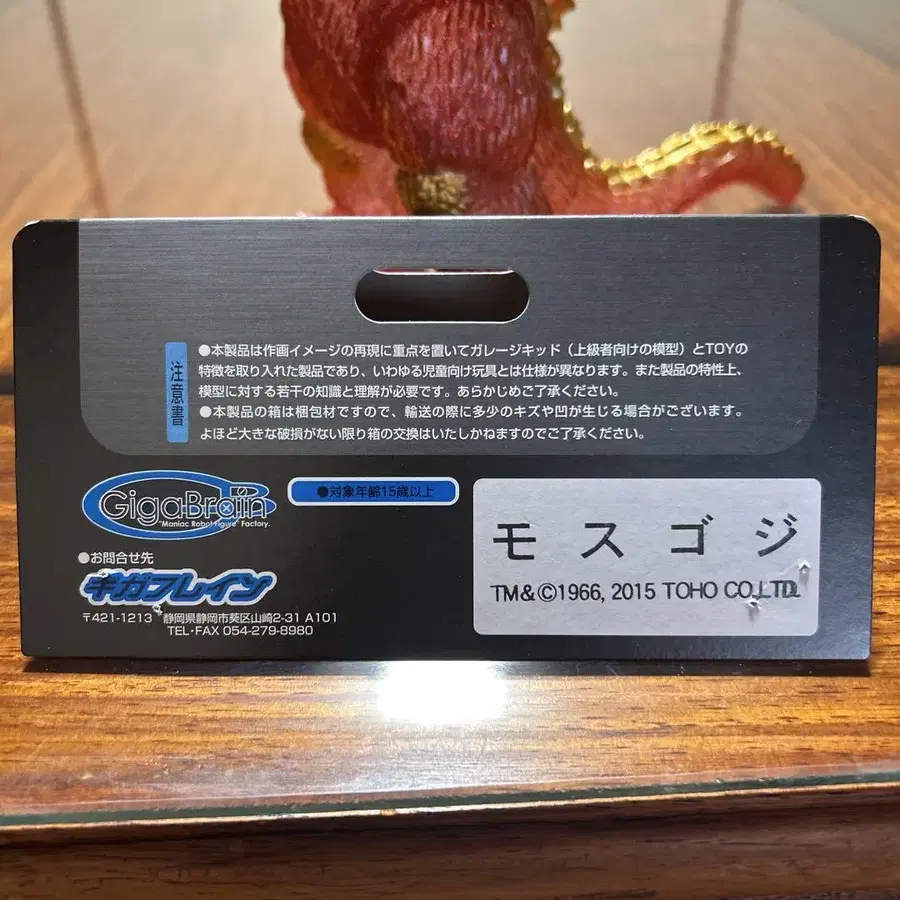 注意書
●本製品は作画イメージの再現に重点を置いてガレージキッド(上級者向けの模型)とTOYの
特徴を取り入れた製品であり、いわゆる児童向け玩具とは仕様が異なります。また製品の特性上、
模型に対する若干の知識と理解が必要です。あらかじめご了承ください。
●本製品の箱は梱包材ですので、輸送の際に多少のキズや凹が生じる場合がございます。
よほど大きな破損がない限り箱の交換はいたしかねますのでご了承ください。
GigaBrain
"Maniac Robot Figure" Factory.
●対象年齢15歳以上
●お問合せ先
ギガブレイン
〒421-1213 静岡県静岡市葵区山崎2-31 A101
TEL・FAX 054-279-8980
モスゴジ
TM&©1966, 2015 TOHO CO.,LTD.